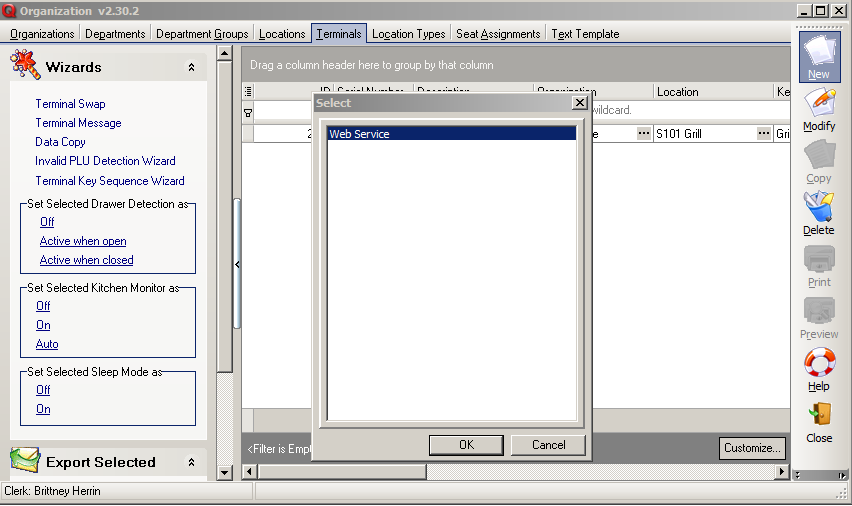 Organization v2.30.2
Organizations Departments Department Groups Locations Terminals Location Types Seat Assignments Text Template
Wizards
Terminal Swap
Terminal Message
Data Copy
Invalid PLU Detection Wizard
Terminal Key Sequence Wizard
Set Selected Drawer Detection as
Off
Active when open
Active when closed
Set Selected Kitchen Monitor as
Off
On
Auto
Set Selected Sleep Mode as
Off
On
Export Selected
Drag a column header here to group by that column
ID Serial Number Description Organization Location Ke
wildcard.
2 e ... S101 Grill ... Gri
Select
Web Service
OK Cancel
<Filter is Empt
Customize...
New
Modify
Copy
Delete
Print
Preview
Help
Close
Clerk: Brittney Herrin